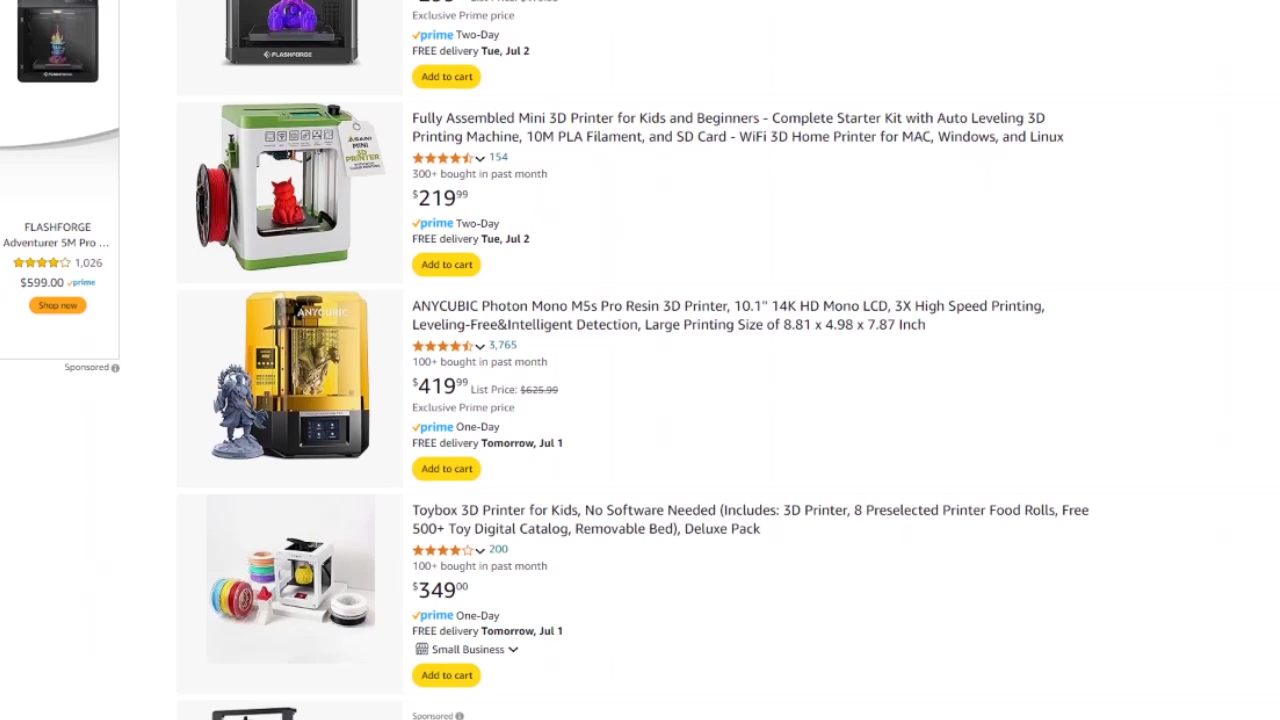 Exclusive Prime price
prime Two-Day
FREE delivery Tue, Jul 2
Add to cart
FLASHFORGE
FLASHFORGE
Adventurer 5M Pro ...
1,026
$599.00 prime
Shop now
Sponsored
Fully Assembled Mini 3D Printer for Kids and Beginners - Complete Starter Kit with Auto Leveling 3D
Printing Machine, 10M PLA Filament, and SD Card - WiFi 3D Home Printer for MAC, Windows, and Linux
154
300+ bought in past month
$219.99
prime Two-Day
FREE delivery Tue, Jul 2
Add to cart
MINI
3D
PRINTER
ANYCUBIC Photon Mono M5s Pro Resin 3D Printer, 10.1" 14K HD Mono LCD, 3X High Speed Printing,
Leveling-Free&Intelligent Detection, Large Printing Size of 8.81 x 4.98 x 7.87 Inch
3,765
100+ bought in past month
$419.99 List Price: $625.99
Exclusive Prime price
prime One-Day
FREE delivery Tomorrow, Jul 1
Add to cart
ANYCUBIC
Toybox 3D Printer for Kids, No Software Needed (Includes: 3D Printer, 8 Preselected Printer Food Rolls, Free
500+ Toy Digital Catalog, Removable Bed), Deluxe Pack
200
100+ bought in past month
$349.00
prime One-Day
FREE delivery Tomorrow, Jul 1
Small Business
Add to cart
Sponsored